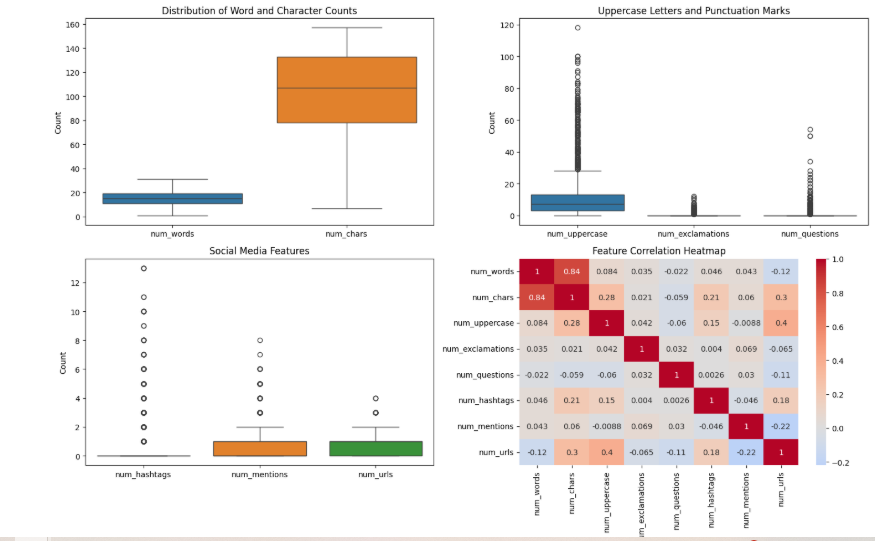 Distribution of Word and Character Counts
160
140
120
100
80
60
40
20
0
Count
num_words num_chars
Uppercase Letters and Punctuation Marks
120
100
80
60
40
20
0
Count
num_uppercase num_exclamations num_questions
Social Media Features
12
10
8
6
4
2
0
Count
num_hashtags num_mentions num_urls
Feature Correlation Heatmap
num_words 1 0.84 0.084 0.035 -0.022 0.046 0.043 -0.12
num_chars 0.84 1 0.28 0.021 -0.059 0.21 0.06 0.3
num_uppercase 0.084 0.28 1 0.042 -0.06 0.15 -0.0088 0.4
num_exclamations 0.035 0.021 0.042 1 0.032 0.004 0.069 -0.065
num_questions -0.022 -0.059 -0.06 0.032 1 0.0026 0.03 -0.11
num_hashtags 0.046 0.21 0.15 0.004 0.0026 1 -0.046 0.18
num_mentions 0.043 0.06 -0.0088 0.069 0.03 -0.046 1 -0.22
num_urls -0.12 0.3 0.4 -0.065 -0.11 0.18 -0.22 1
num_words num_chars num_uppercase m_exclamations num_questions num_hashtags num_mentions num_urls
1.0
0.8
0.6
0.4
0.2
0.0
-0.2